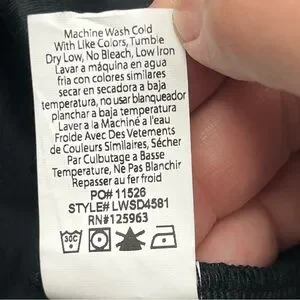 Machine Wash Cold
With Like Colors, Tumble
Dry Low, No Bleach, Low Iron
Lavar a máquina en agua
fria con colores similares
secar en secadora a baja
temperatura, no usar blanqueador
planchar a baja temperatura
Laver a la Machine a l'eau
Froide Avec Des Vetements
de Couleurs Similaires, Sécher
Par Culbutage a Basse
Temperature, Ne Pas Blanchir
Repasser au fer froid
PO# 11526
STYLE# LWSD4581
RN#125963
30C